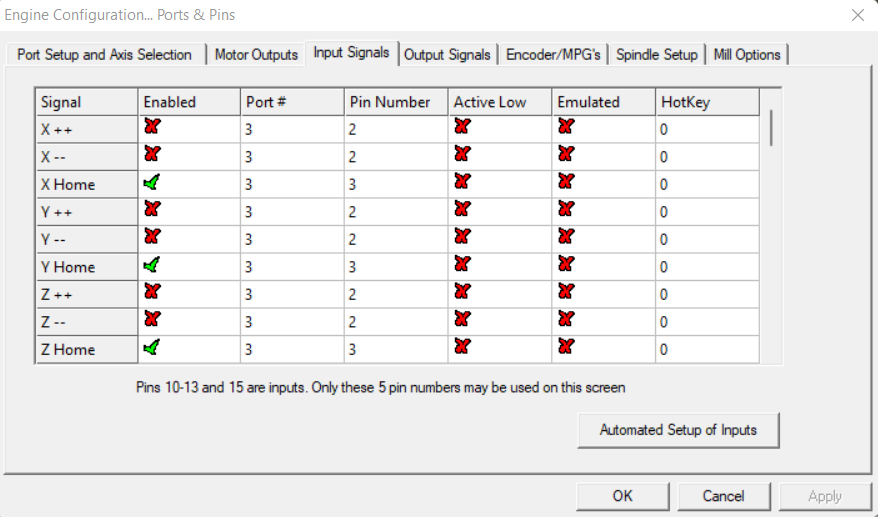 Engine Configuration... Ports & Pins
Port Setup and Axis Selection Motor Outputs Input Signals Output Signals Encoder/MPG's Spindle Setup Mill Options
Signal Enabled Port # Pin Number Active Low Emulated HotKey
X ++ 3 2 0
X -- 3 2 0
X Home 3 3 0
Y ++ 3 2 0
Y -- 3 2 0
Y Home 3 3 0
Z ++ 3 2 0
Z -- 3 2 0
Z Home 3 3 0
Pins 10-13 and 15 are inputs. Only these 5 pin numbers may be used on this screen
Automated Setup of Inputs
OK Cancel Apply